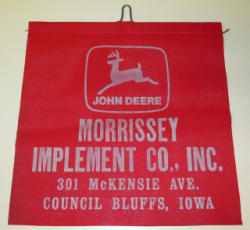 JOHN DEERE
MORRISSEY
IMPLEMENT CO., INC.
301 McKENSIE AVE.
COUNCIL BLUFFS, IOWA